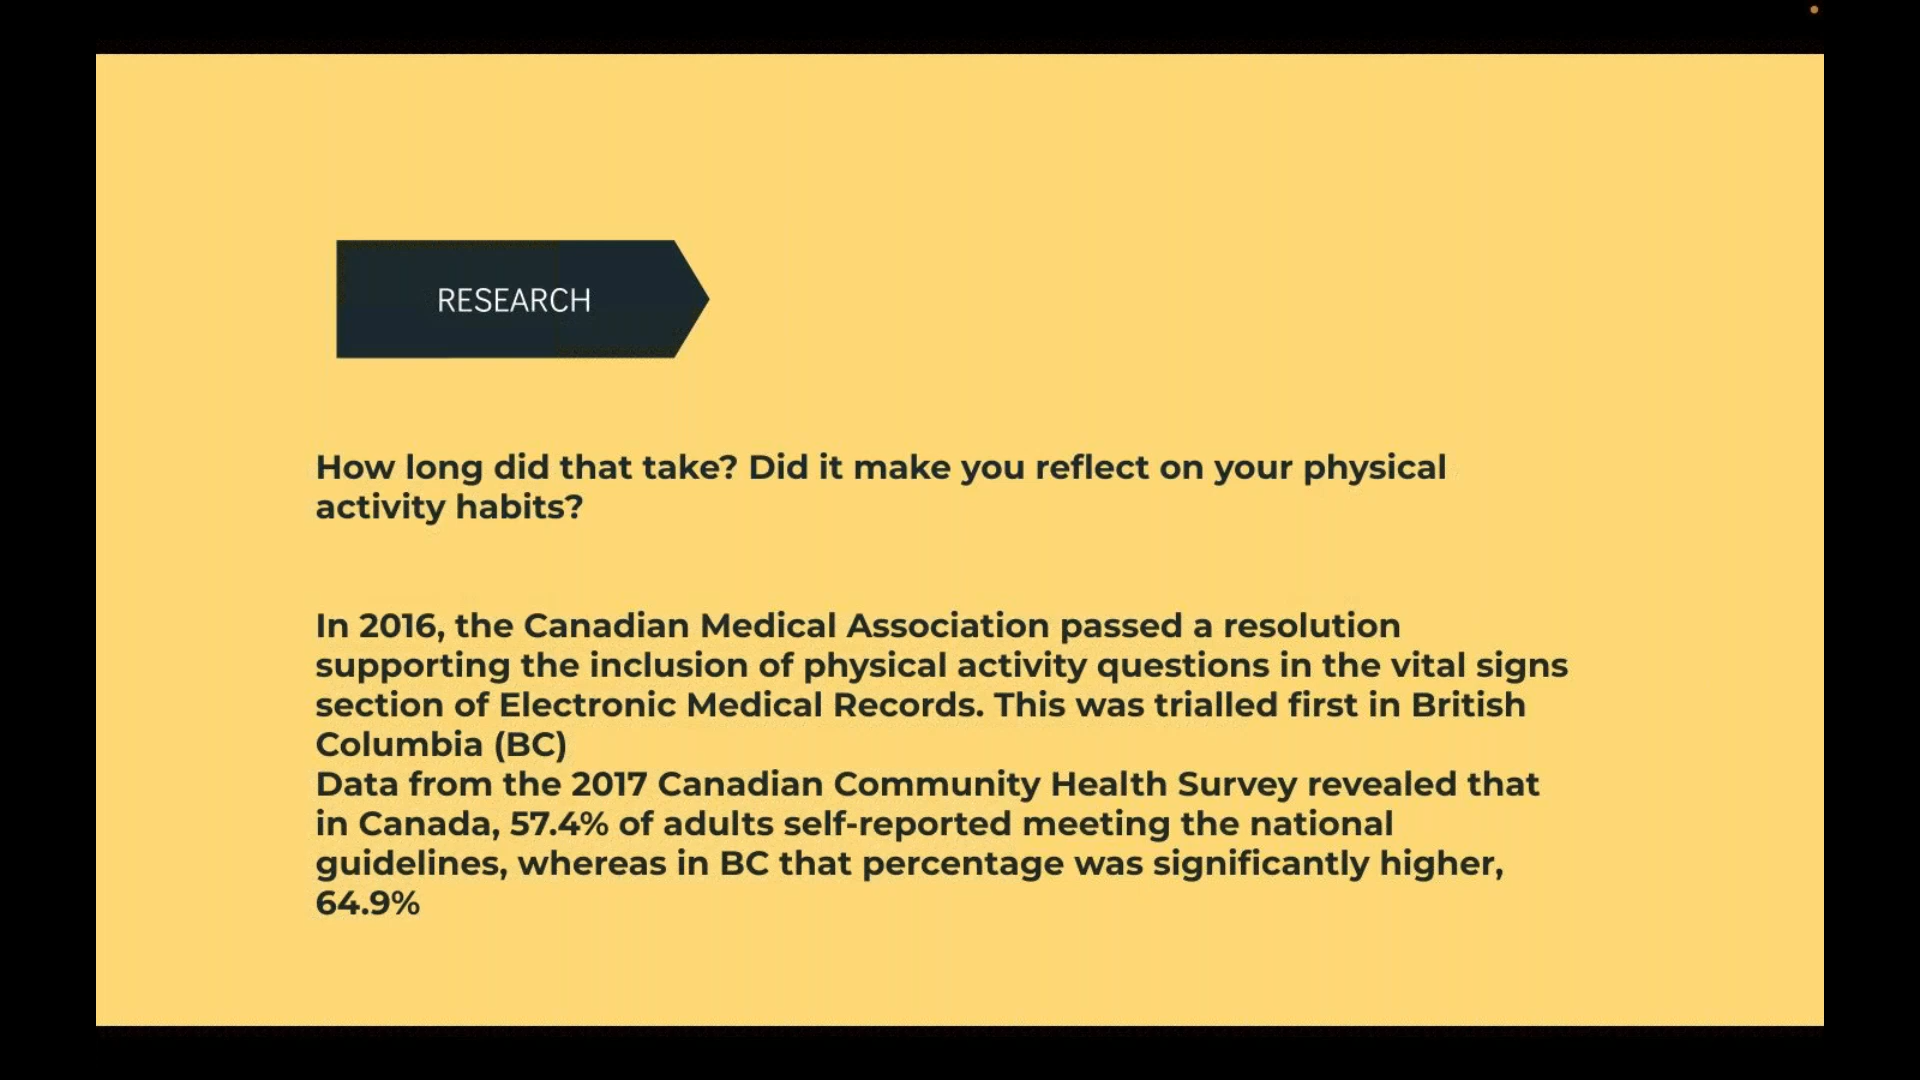 RESEARCH
How long did that take? Did it make you reflect on your physical
activity habits?
In 2016, the Canadian Medical Association passed a resolution
supporting the inclusion of physical activity questions in the vital signs
section of Electronic Medical Records. This was trialled first in British
Columbia (BC)
Data from the 2017 Canadian Community Health Survey revealed that
in Canada, 57.4% of adults self-reported meeting the national
guidelines, whereas in BC that percentage was significantly higher,
64.9%